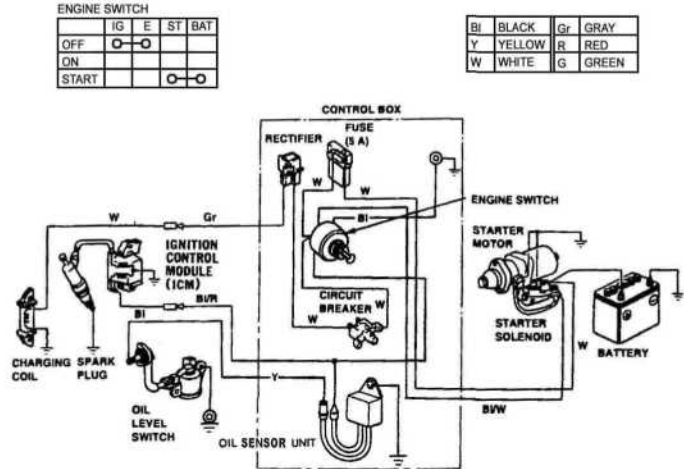 ENGINE SWITCH
IG E ST BAT
OFF
ON
START
Bl BLACK Gr GRAY
Y YELLOW R RED
W WHITE G GREEN
CONTROL BOX
FUSE
(5 A)
RECTIFIER
W
W
Bl
ENGINE SWITCH
W
Gr
IGNITION
CONTROL
MODULE
(ICM)
STARTER
MOTOR
Bl/R
CIRCUIT
BREAKER
W
W
Bl
CHARGING
COIL
SPARK
PLUG
STARTER
SOLENOID
W
BATTERY
Y
Bl/W
OIL
LEVEL
SWITCH
OIL SENSOR UNIT